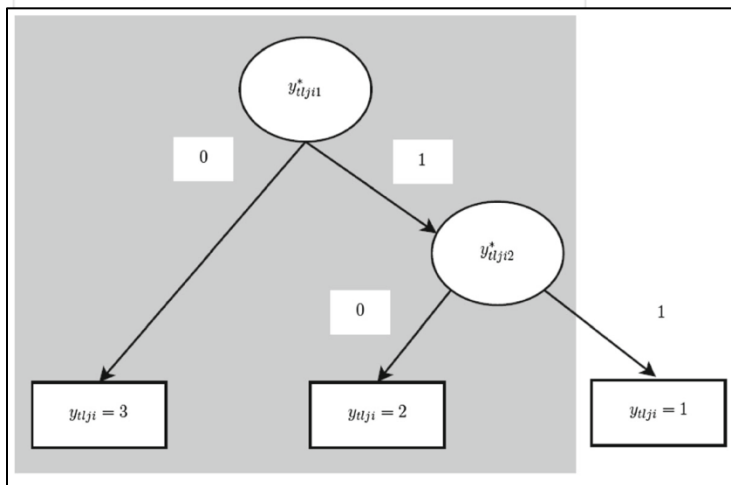 y*tlji1
0
1
y*tlji2
0
1
ytlji = 3
ytlji = 2
ytlji = 1